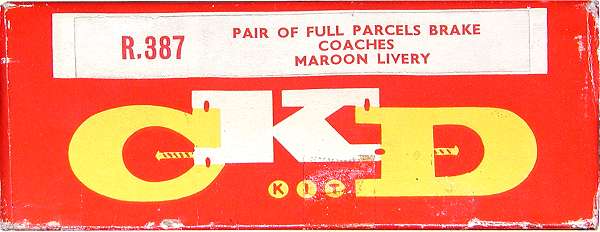 R.387
PAIR OF FULL PARCELS BRAKE
COACHES
MAROON LIVERY
CKD
KIT